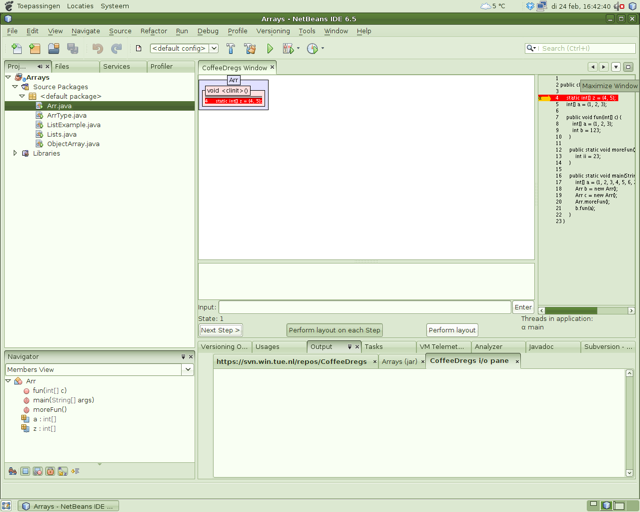 Toepassingen Locaties Systeem 5 °C di 24 feb, 16:42:40
Arrays - NetBeans IDE 6.5
File Edit View Navigate Source Refactor Run Debug Profile Versioning Tools Window Help
<default config> Search (Ctrl+I)
Proj... Files Services Profiler
Arrays
Source Packages
<default package>
Arr.java
ArrType.java
ListExample.java
Lists.java
ObjectArray.java
Libraries
CoffeeDregs Window
Arr
void <clinit>()
4 static int[] z = {4, 5};
Maximize Window
1
2 public c
3
4 static int[] z = {4, 5};
5 int[] a = {1, 2, 3};
6
7 public void fun(int[] c) {
8 int[] a = {1, 2, 3};
9 int b = 123;
10 }
11
12 public static void moreFun(
13 int ii = 23;
14 }
15
16 public static void main(Strin
17 int[] a = {1, 2, 3, 4, 5, 6, 
18 Arr b = new Arr();
19 Arr c = new Arr();
20 Arr.moreFun();
21 b.fun(a);
22 }
23 }
Input: Enter
State: 1
Next Step > Perform layout on each Step Perform layout
Threads in application:
α main
Navigator
Members View
Arr
fun(int[] c)
main(String[] args)
moreFun()
a : int[]
z : int[]
Versioning O... Usages Output Tasks VM Telemet... Analyzer Javadoc Subversion - ...
https://svn.win.tue.nl/repos/CoffeeDregs Arrays (jar) CoffeeDregs i/o pane
Arrays - NetBeans IDE ...